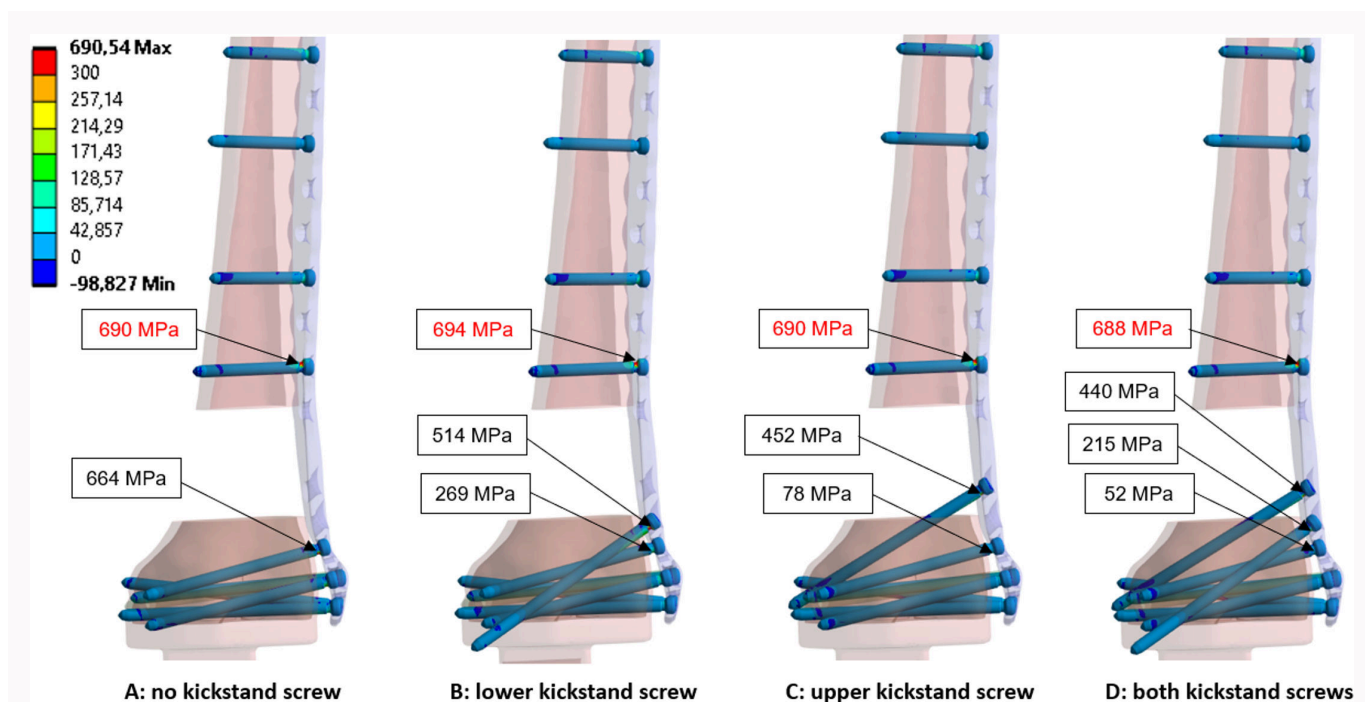 690,54 Max
300
257,14
214,29
171,43
128,57
85,714
42,857
0
-98,827 Min
690 MPa
694 MPa
690 MPa
688 MPa
664 MPa
514 MPa
269 MPa
452 MPa
78 MPa
440 MPa
215 MPa
52 MPa
A: no kickstand screw
B: lower kickstand screw
C: upper kickstand screw
D: both kickstand screws